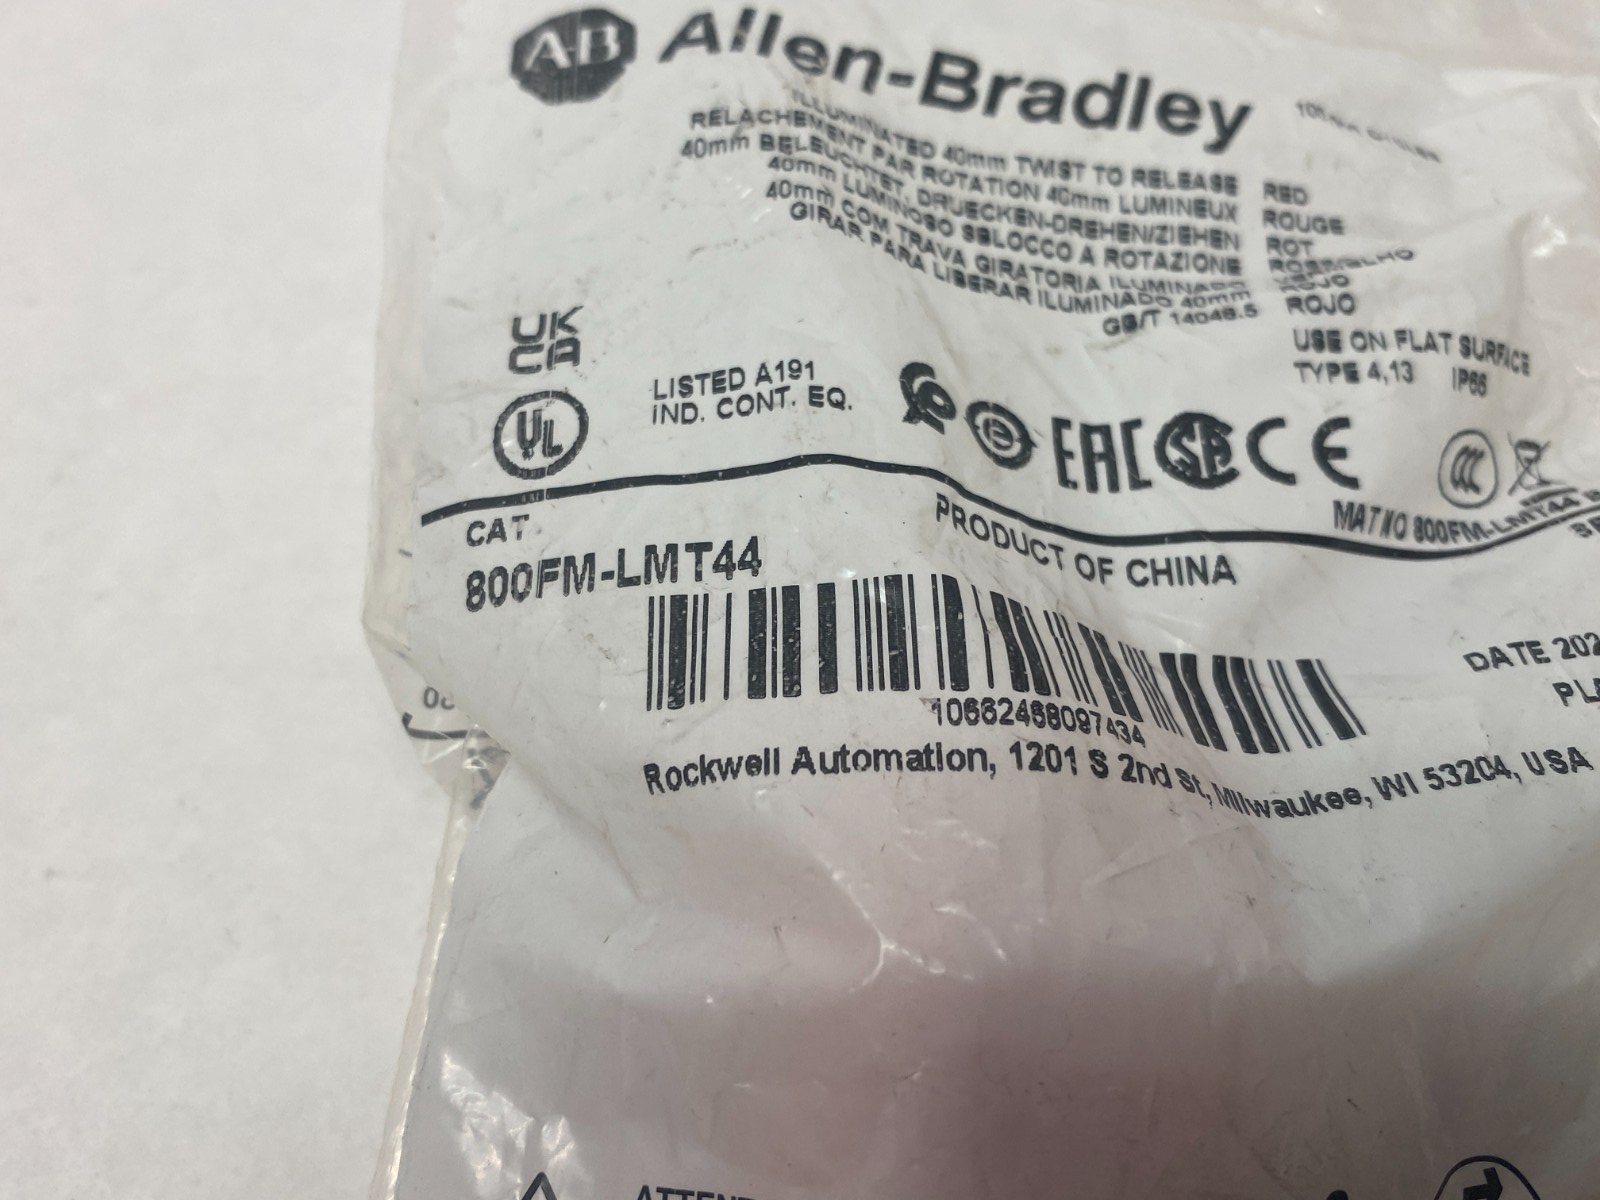 A-B Allen-Bradley
ILLUMINATED 40mm TWIST TO RELEASE RED
RELACHEMENT PAR ROTATION 40mm LUMINEUX ROUGE
40mm BELEUCHTET, DRUECKEN-DREHEN/ZIEHEN ROT
40mm LUMINOSO SBLOCCO A ROTAZIONE
40mm COM TRAVA GIRATORIA ILUMINADO
GIRAR PARA LIBERAR ILUMINADO 40mm ROJO
GB/T 14048.5
USE ON FLAT SURFACE
TYPE 4,13 IP66
UK
CA
UL
LISTED A191
IND. CONT. EQ.
EAC
CE
CCC
MAT NO 800FM-LMT44
CAT
800FM-LMT44
PRODUCT OF CHINA
DATE 202
10662468097434
Rockwell Automation, 1201 S 2nd St, Milwaukee, WI 53204, USA